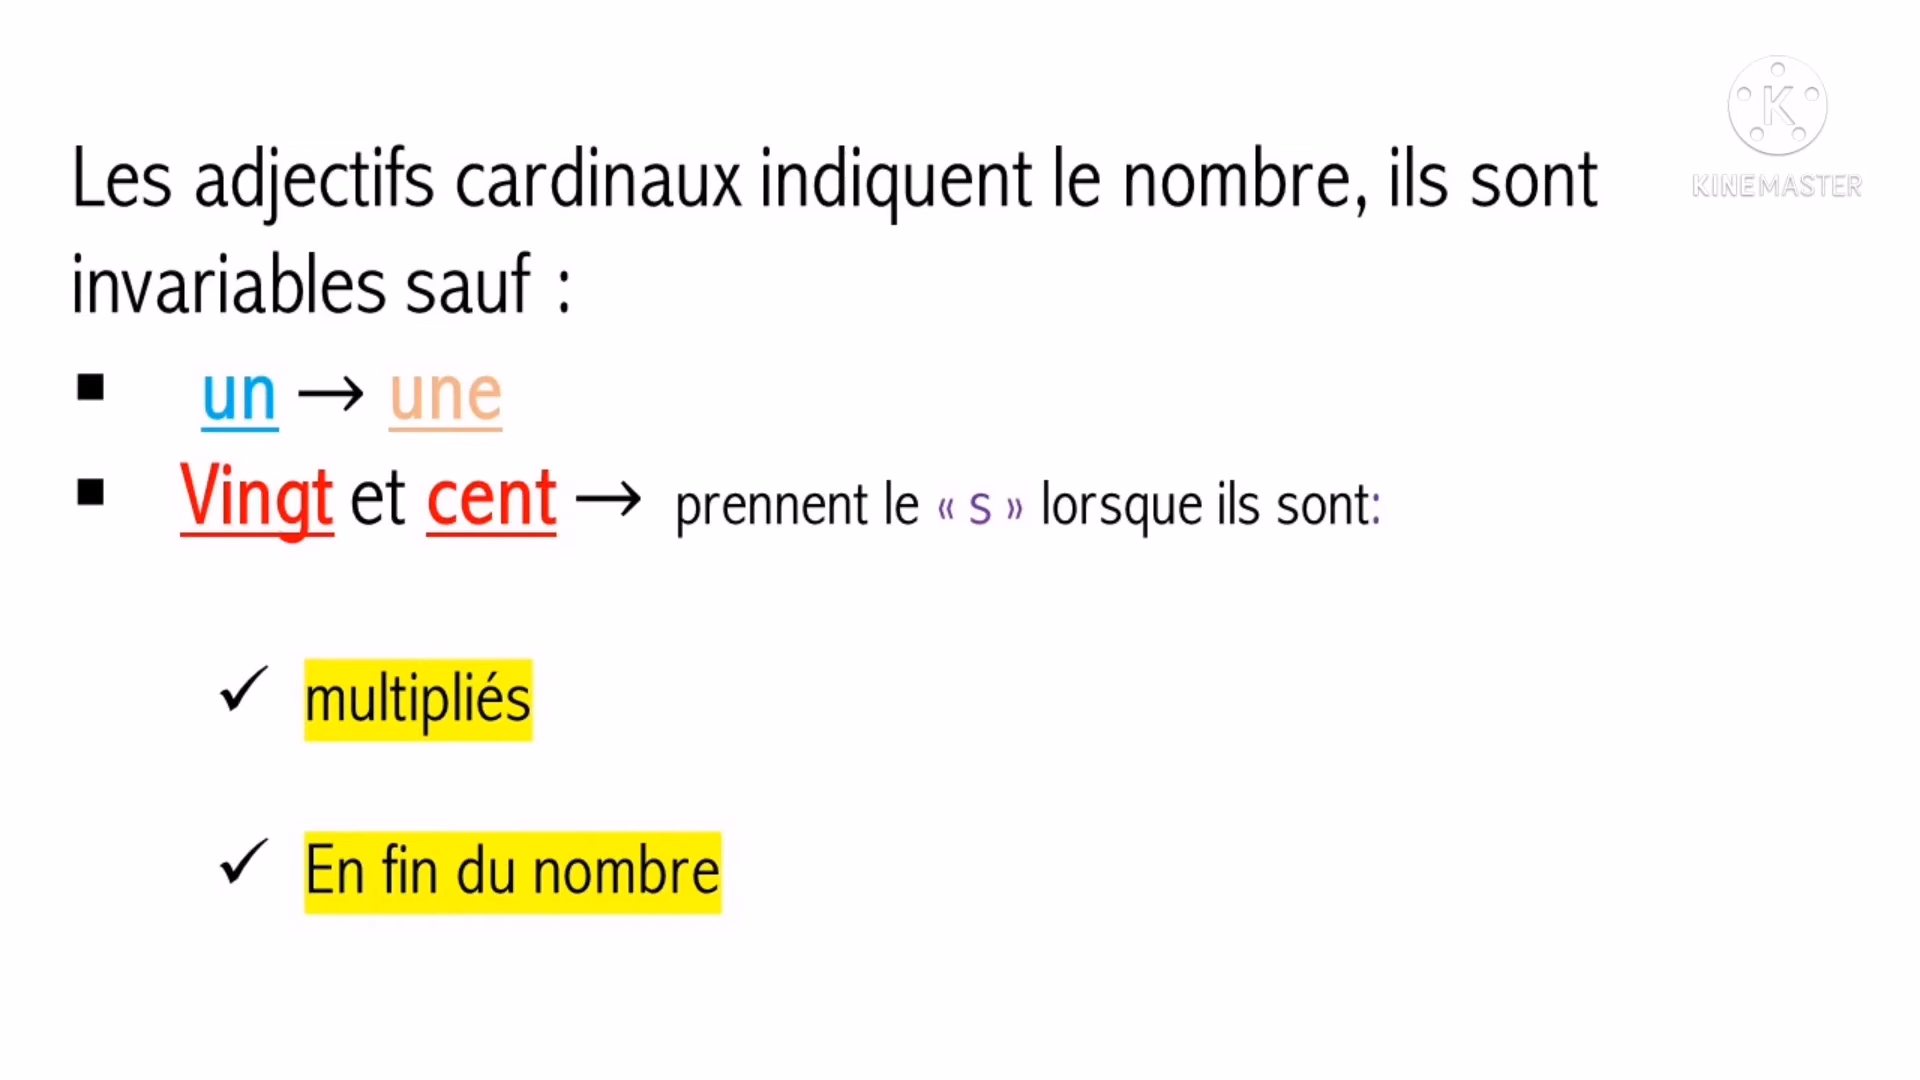 K
KINEMASTER
Les adjectifs cardinaux indiquent le nombre, ils sont
invariables sauf :
▪ un → une
▪ Vingt et cent → prennent le « s » lorsque ils sont:
✓ multipliés
✓ En fin du nombre